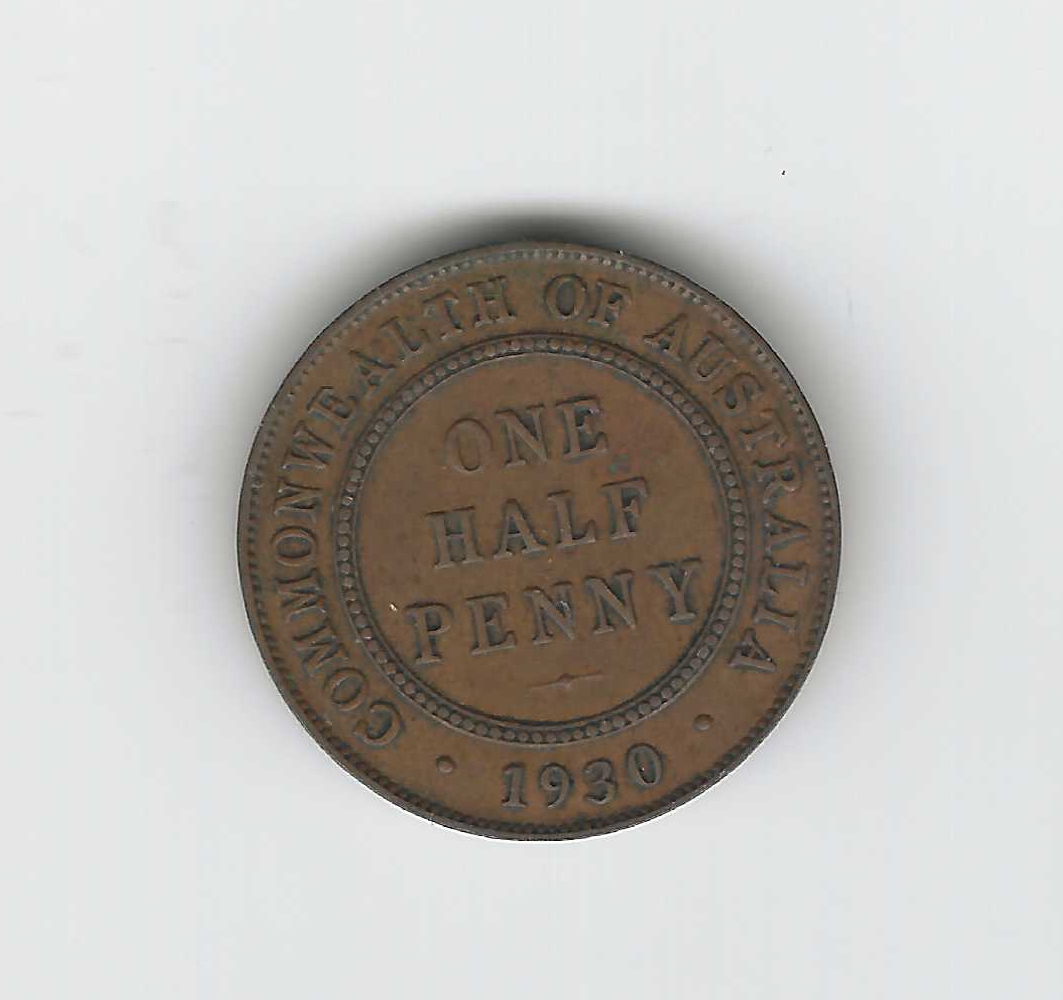 COMMONWEALTH OF AUSTRALIA
ONE
HALF
PENNY
1930